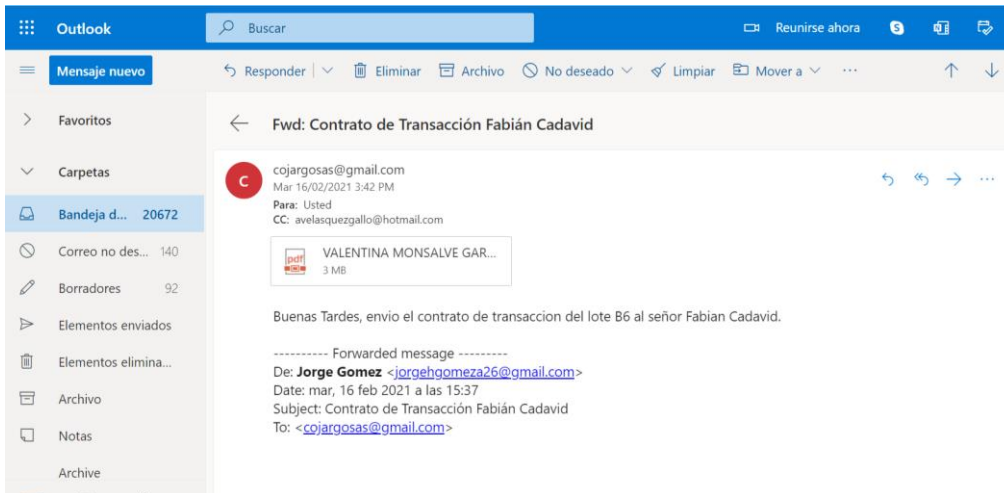 Outlook
Buscar
Reunirse ahora
Mensaje nuevo
Responder
Eliminar
Archivo
No deseado
Limpiar
Mover a
Favoritos
Fwd: Contrato de Transacción Fabián Cadavid
Carpetas
C
cojargosas@gmail.com
Mar 16/02/2021 3:42 PM
Para: Usted
CC: avelasquezgallo@hotmail.com
Bandeja d... 20672
Correo no des... 140
Borradores 92
Elementos enviados
Elementos elimina...
Archivo
Notas
Archive
pdf
VALENTINA MONSALVE GAR...
3 MB
Buenas Tardes, envio el contrato de transaccion del lote B6 al señor Fabian Cadavid.
---------- Forwarded message ---------
De: Jorge Gomez <jorgehgomeza26@gmail.com>
Date: mar, 16 feb 2021 a las 15:37
Subject: Contrato de Transacción Fabián Cadavid
To: <cojargosas@gmail.com>